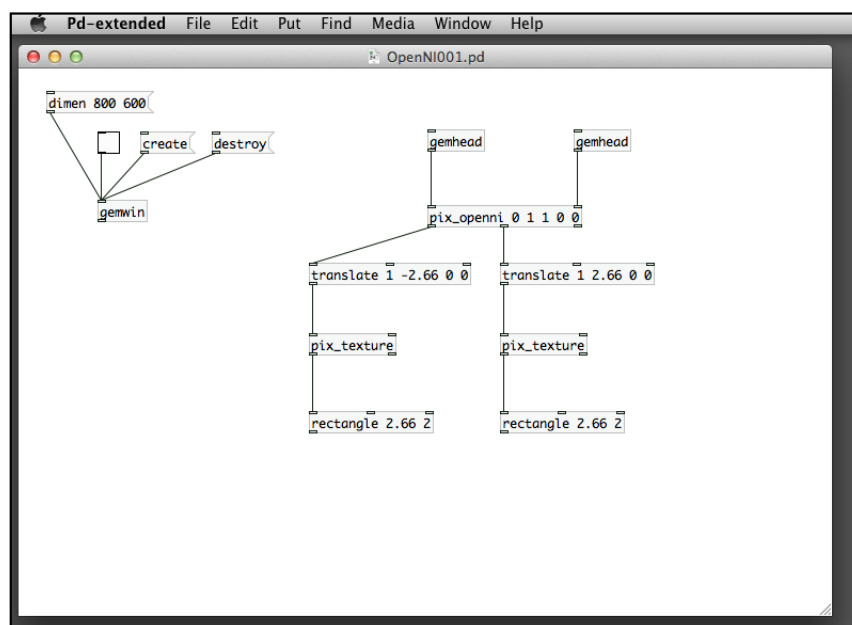 Pd-extended File Edit Put Find Media Window Help
OpenNI001.pd
dimen 800 600
create destroy
gemhead gemhead
gemwin
pix_openni 0 1 1 0 0
translate 1 -2.66 0 0 translate 1 2.66 0 0
pix_texture pix_texture
rectangle 2.66 2 rectangle 2.66 2